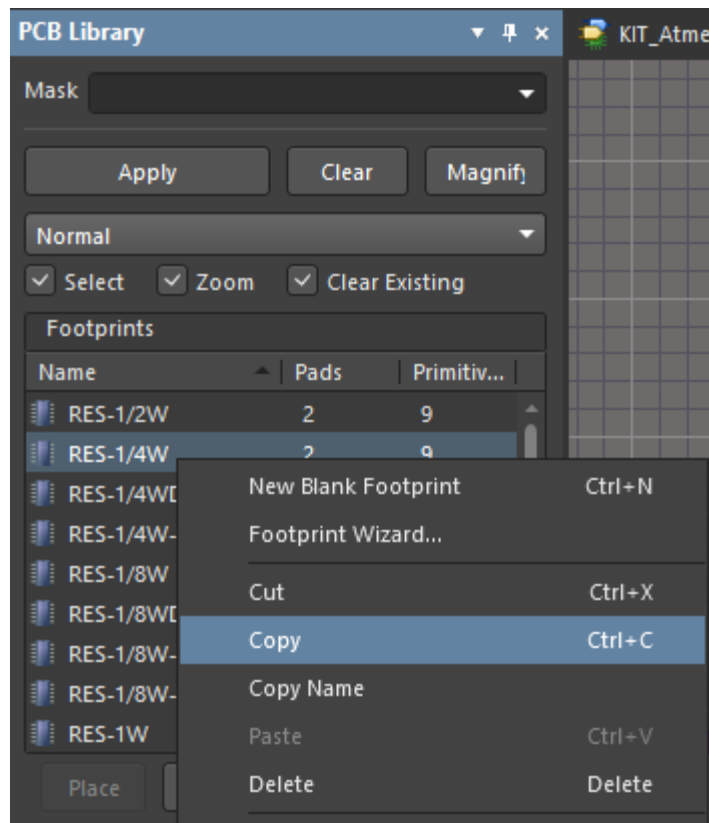 PCB Library
KIT_Atme
Mask
Apply Clear Magnify
Normal
Select Zoom Clear Existing
Footprints
Name Pads Primitiv...
RES-1/2W 2 9
RES-1/4W 2 9
RES-1/4WD
RES-1/4W-
RES-1/8W
RES-1/8WD
RES-1/8W-
RES-1/8W-
RES-1W
Place
New Blank Footprint Ctrl+N
Footprint Wizard...
Cut Ctrl+X
Copy Ctrl+C
Copy Name
Paste Ctrl+V
Delete Delete